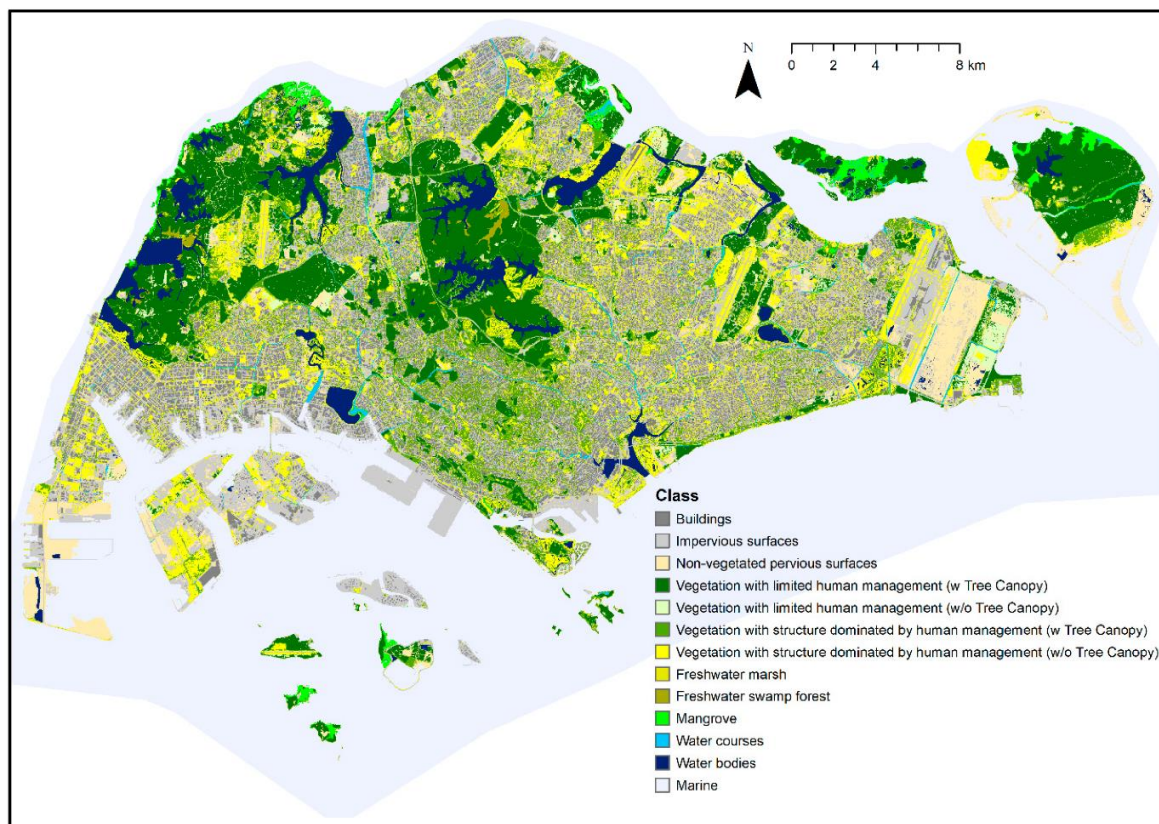 N
0 2 4 8 km
Class
Buildings
Impervious surfaces
Non-vegetated pervious surfaces
Vegetation with limited human management (w Tree Canopy)
Vegetation with limited human management (w/o Tree Canopy)
Vegetation with structure dominated by human management (w Tree Canopy)
Vegetation with structure dominated by human management (w/o Tree Canopy)
Freshwater marsh
Freshwater swamp forest
Mangrove
Water courses
Water bodies
Marine